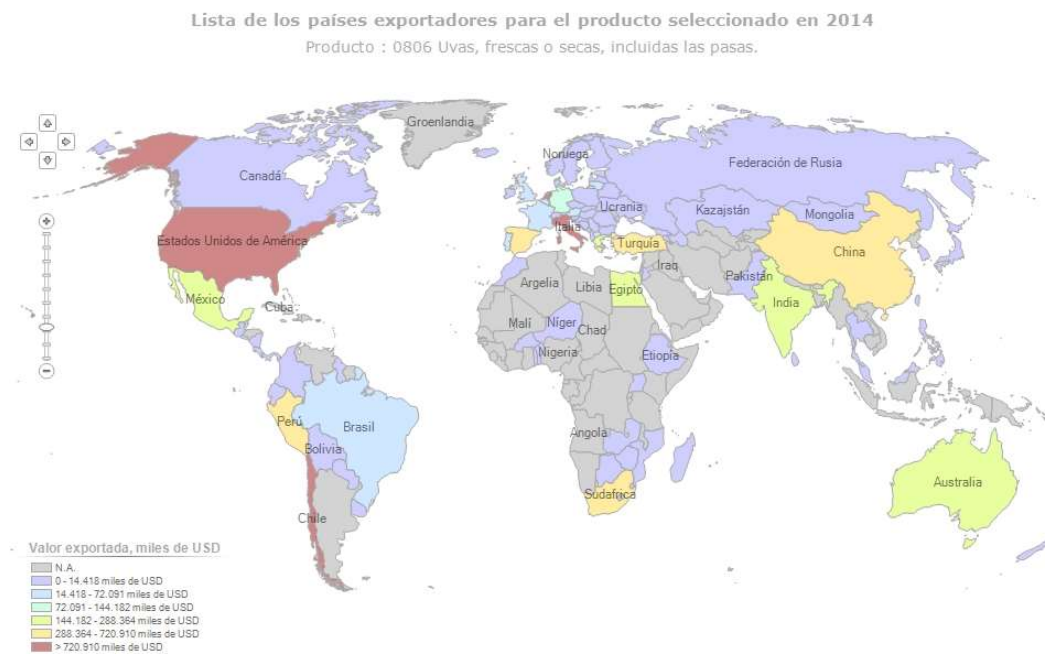 Lista de los países exportadores para el producto seleccionado en 2014
Producto : 0806 Uvas, frescas o secas, incluidas las pasas.
Groenlandia
Noruega
Federación de Rusia
Canadá
Ucrania
Kazajstán
Mongolia
Italia
Estados Unidos de América
Turquía
China
Iraq
Pakistán
Argelia
Libia
Egipto
India
México
Cuba
Malí
Níger
Chad
Nigeria
Etiopía
Perú
Brasil
Angola
Bolivia
Australia
Sudáfrica
Chile
Valor exportada, miles de USD
N.A.
0 - 14.418 miles de USD
14.418 - 72.091 miles de USD
72.091 - 144.182 miles de USD
144.182 - 288.364 miles de USD
288.364 - 720.910 miles de USD
> 720.910 miles de USD